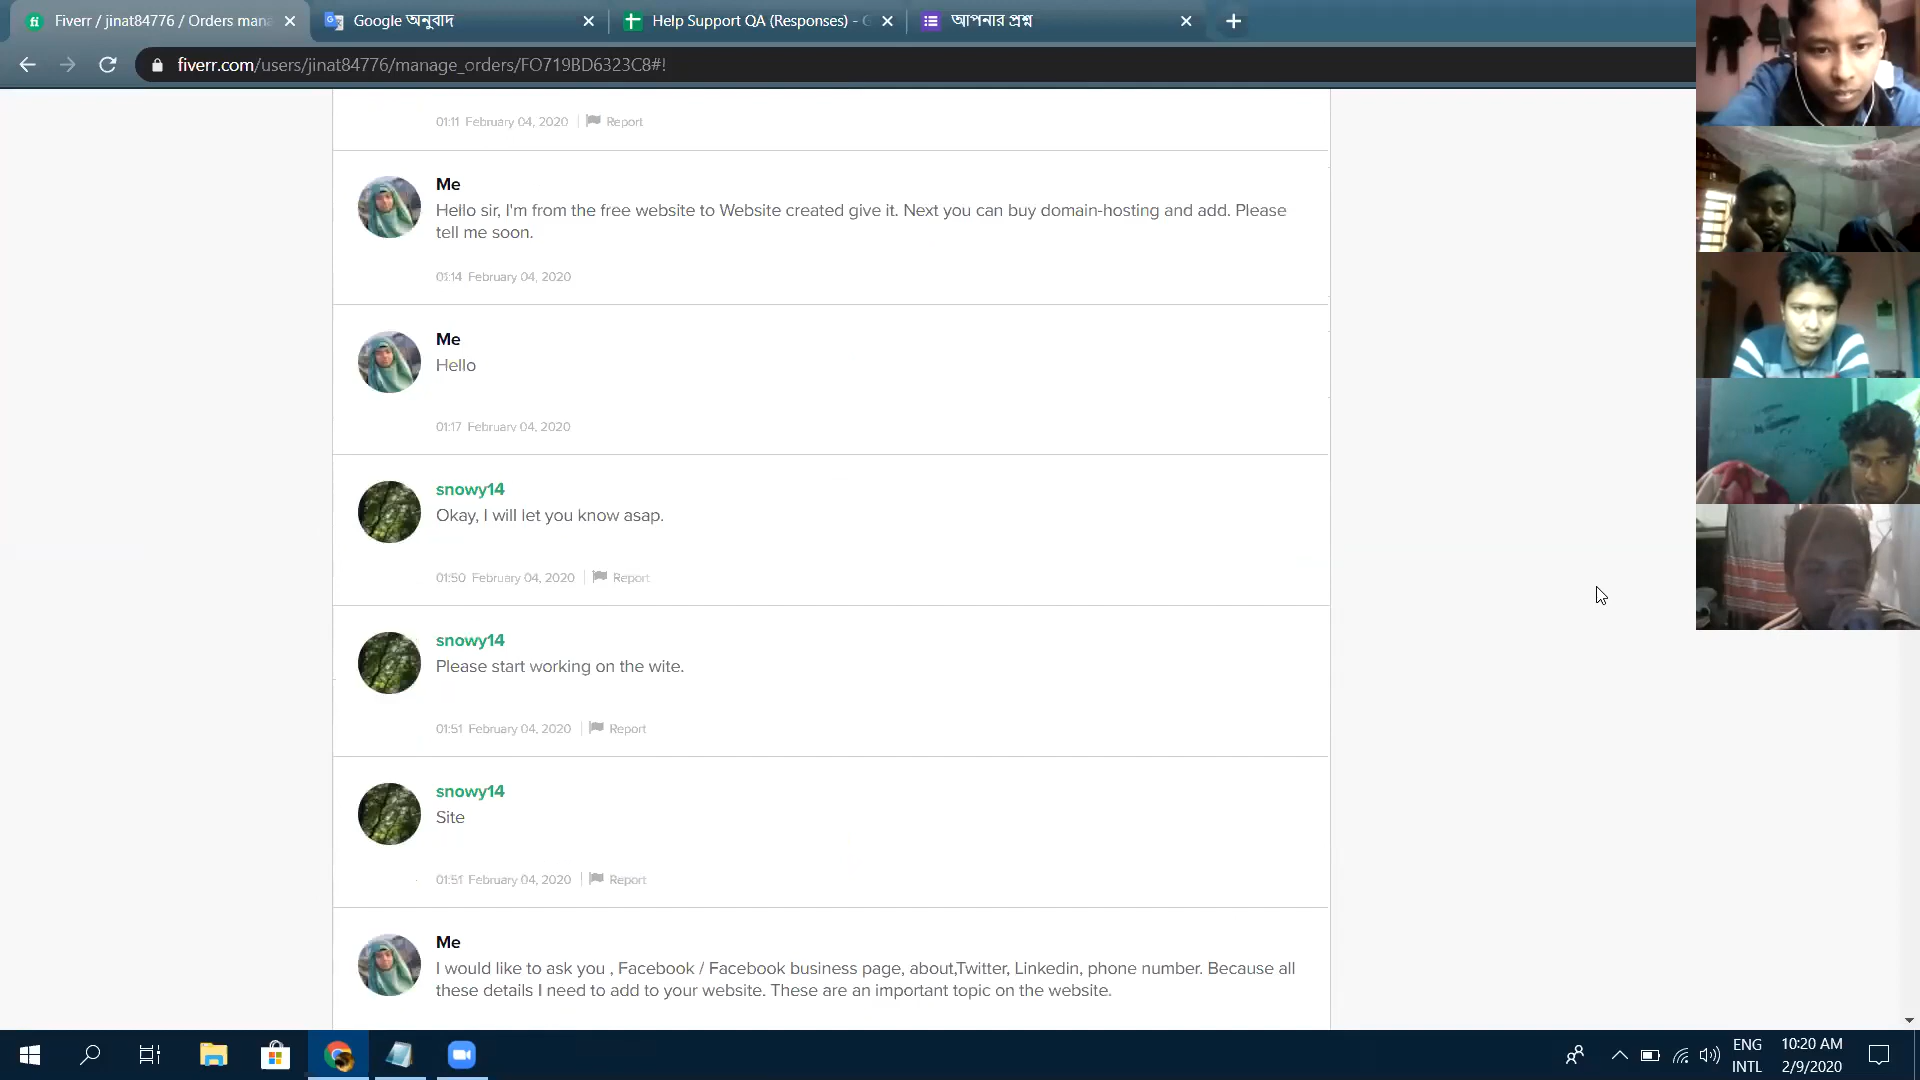 Fiverr / jinat84776 / Orders mana
Google অনুবাদ
Help Support QA (Responses) - G
আপনার প্রশ্ন
fiverr.com/users/jinat84776/manage_orders/FO719BD6323C8#!
01:11 February 04, 2020 | Report
Me
Hello sir, I'm from the free website to Website created give it. Next you can buy domain-hosting and add. Please
tell me soon.
01:14 February 04, 2020
Me
Hello
01:17 February 04, 2020
snowy14
Okay, I will let you know asap.
01:50 February 04, 2020 | Report
snowy14
Please start working on the wite.
01:51 February 04, 2020 | Report
snowy14
Site
01:51 February 04, 2020 | Report
Me
I would like to ask you , Facebook / Facebook business page, about,Twitter, Linkedin, phone number. Because all
these details I need to add to your website. These are an important topic on the website.
ENG
INTL
10:20 AM
2/9/2020